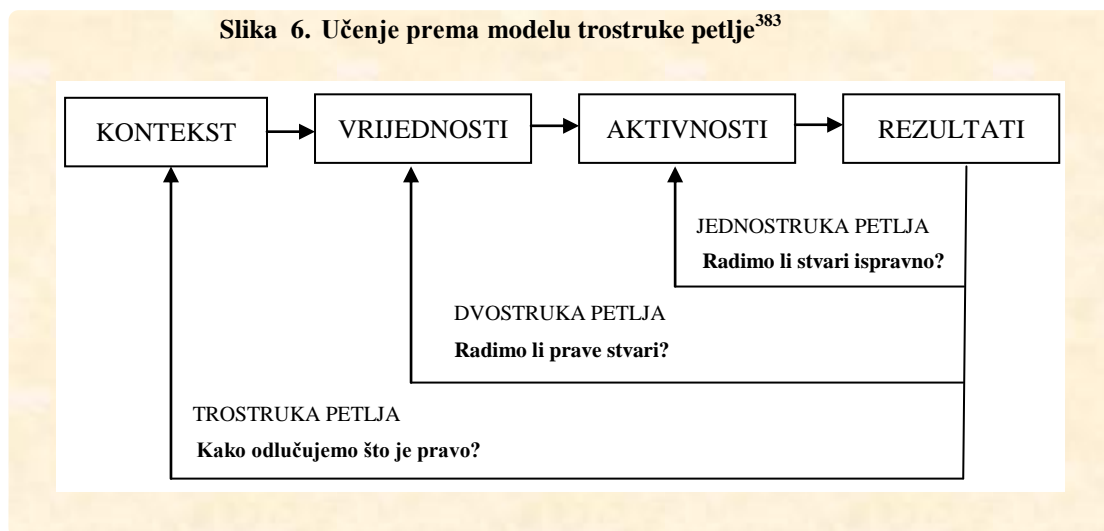 Slika 6. Učenje prema modelu trostruke petlje383
KONTEKST
VRIJEDNOSTI
AKTIVNOSTI
REZULTATI
JEDNOSTRUKA PETLJA
Radimo li stvari ispravno?
DVOSTRUKA PETLJA
Radimo li prave stvari?
TROSTRUKA PETLJA
Kako odlučujemo što je pravo?